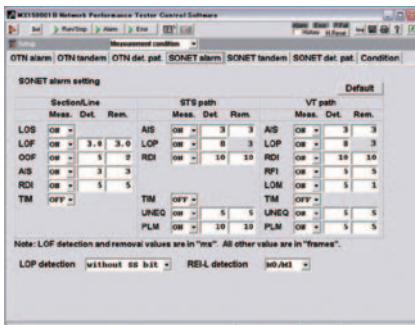 MX150001B Network Performance Tester Control Software
Set Run/Stop Alarm Error
Setup Measurement condition
OTN alarm OTN tandem OTN det. pat. SONET alarm SONET tandem SONET det. pat. Condition
SONET alarm setting
Default
Section/Line STS path VT path
Meas. Det. Rem. Meas. Det. Rem. Meas. Det. Rem.
LOS ON AIS ON 3 3 AIS ON 3 3
LOF ON 3.0 3.0 LOP ON 8 3 LOP ON 8 3
OOF ON 5 2 RDI ON 10 10 RDI ON 10 10
AIS ON 3 3 RFI ON 5 5
RDI ON 5 5 LOM ON 5 1
TIM OFF TIM OFF TIM OFF
UNEQ ON 5 5 UNEQ ON 5 5
PLM ON 10 10 PLM ON 5 5
Note: LOF detection and removal values are in "ms". All other value are in "frames".
LOP detection without SS bit REI-L detection M0/M1